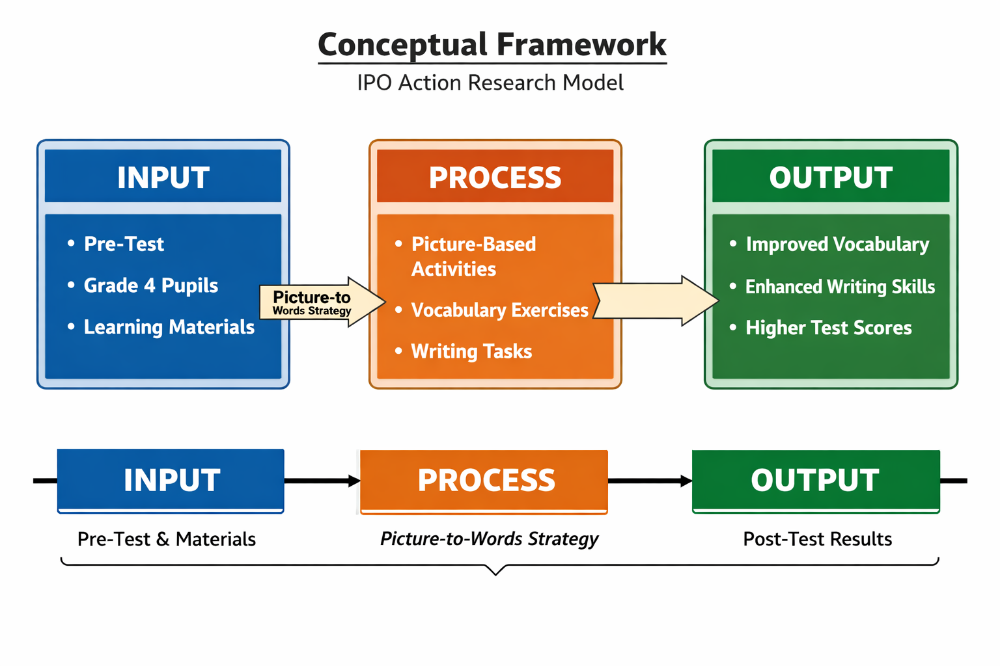 Conceptual Framework
IPO Action Research Model
INPUT
• Pre-Test
• Grade 4 Pupils
• Learning Materials
Picture-to
Words Strategy
PROCESS
• Picture-Based
Activities
• Vocabulary Exercises
• Writing Tasks
OUTPUT
• Improved Vocabulary
• Enhanced Writing Skills
• Higher Test Scores
INPUT
PROCESS
OUTPUT
Pre-Test & Materials
Picture-to-Words Strategy
Post-Test Results